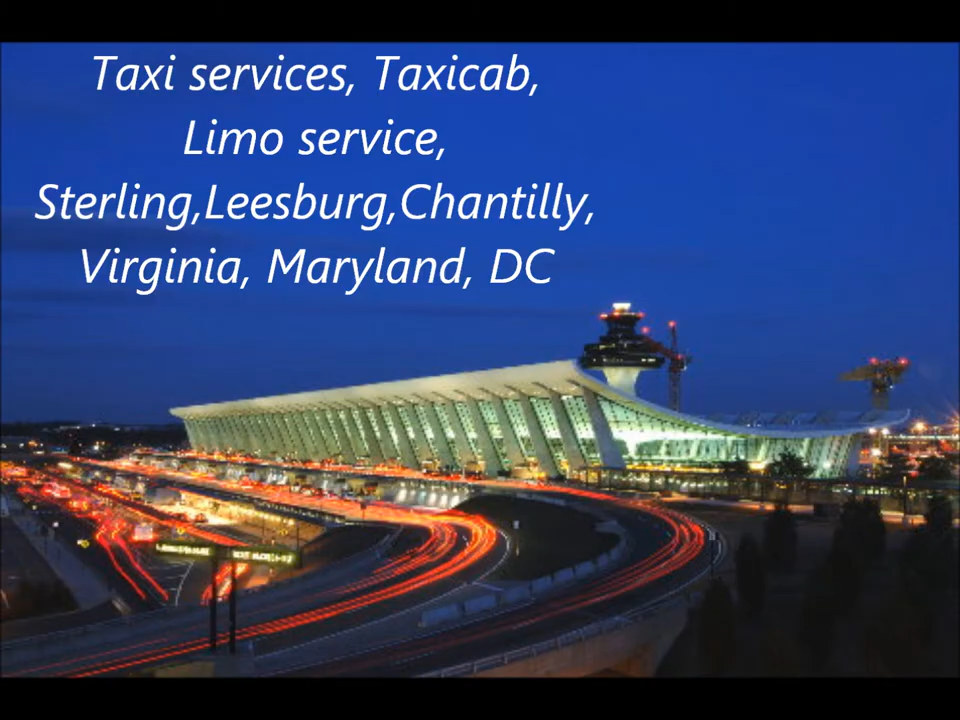 Taxi services, Taxicab,
Limo service,
Sterling,Leesburg,Chantilly,
Virginia, Maryland, DC